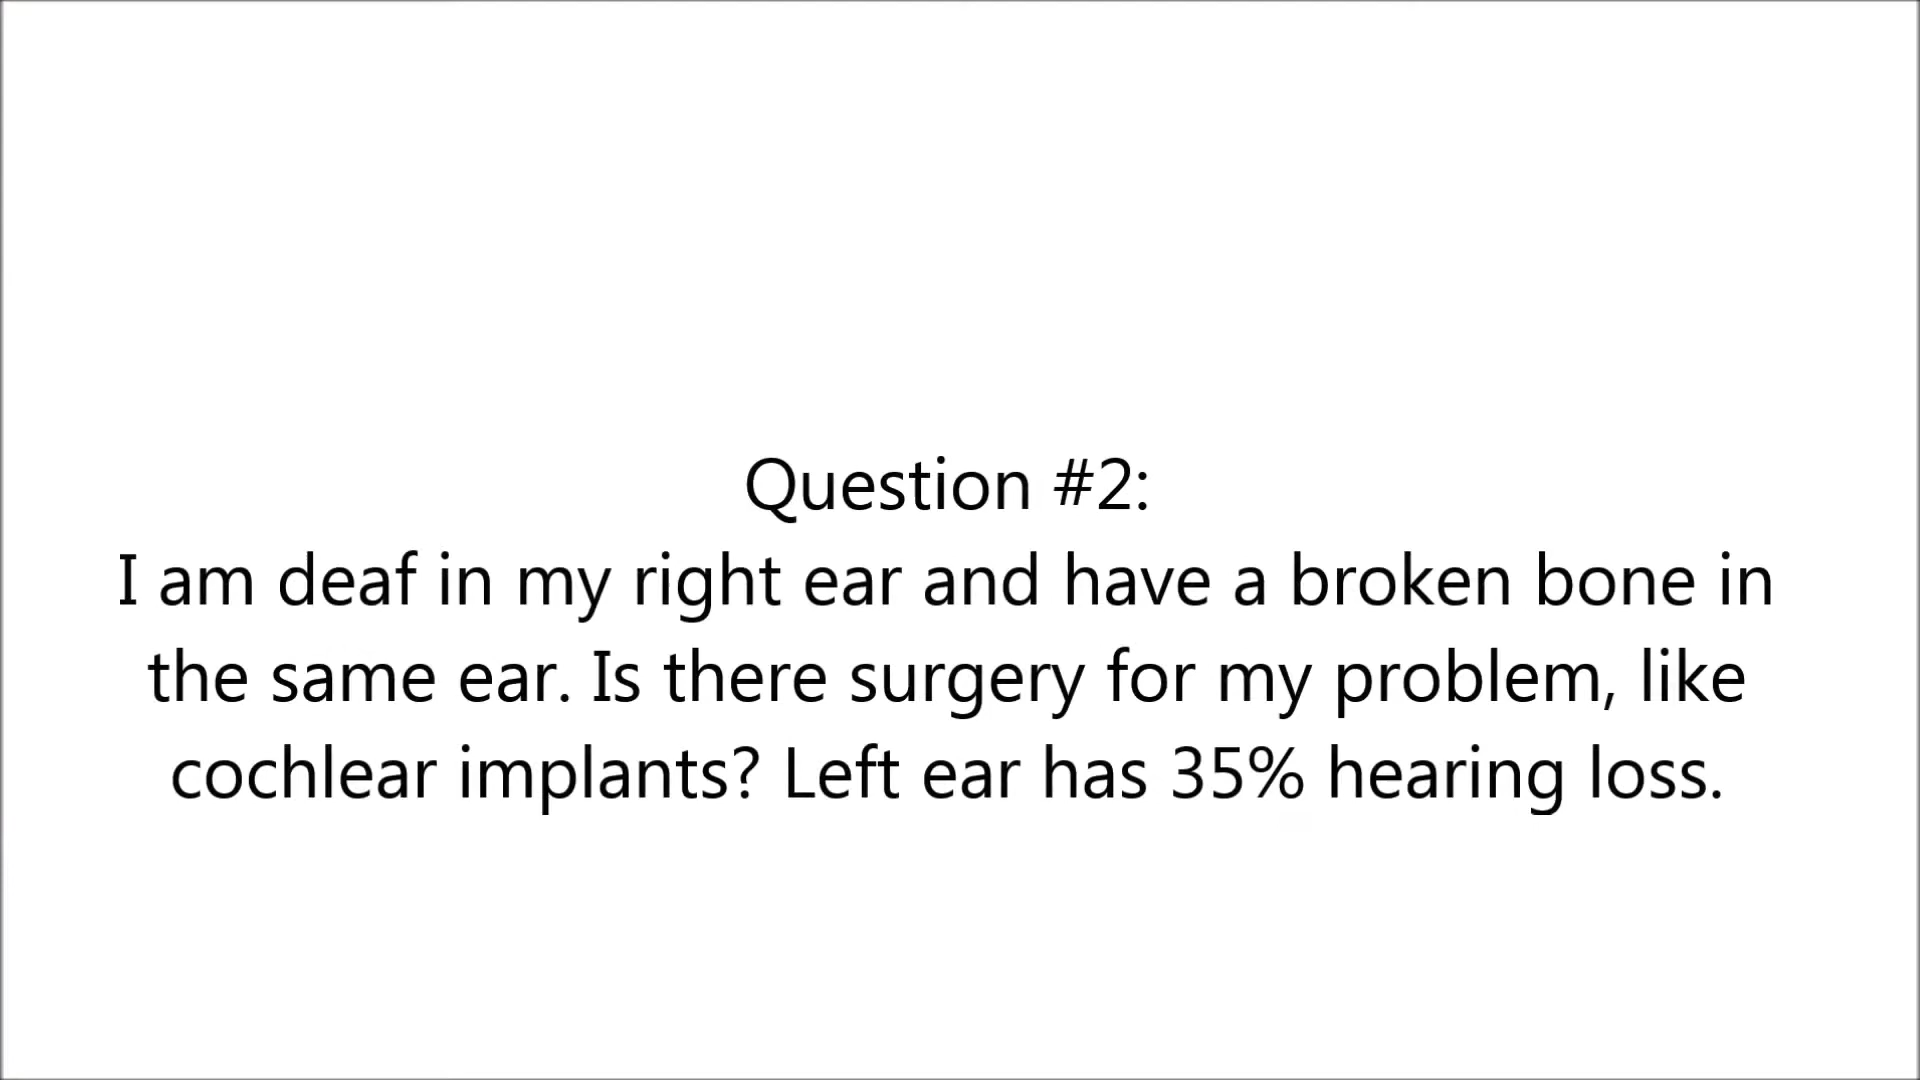 Question #2:
I am deaf in my right ear and have a broken bone in
the same ear. Is there surgery for my problem, like
cochlear implants? Left ear has 35% hearing loss.